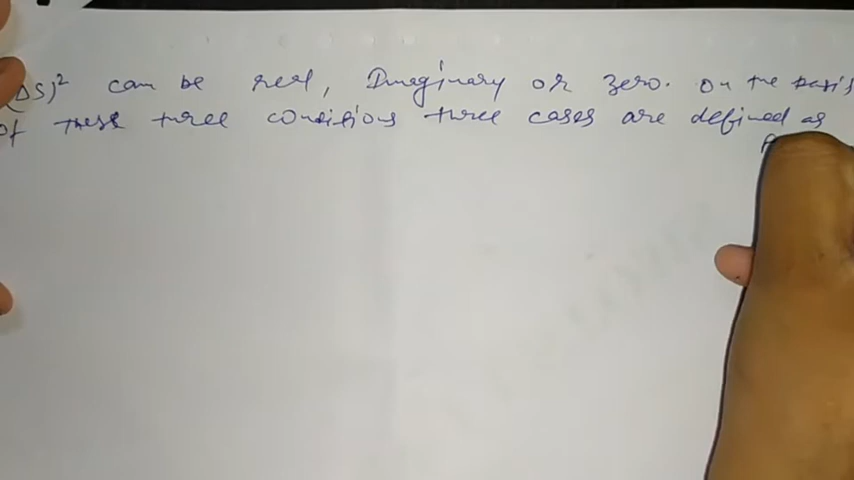 (ΔS)² can be real, Imaginary or zero. On the basis
of these three conditions three cases are defined as